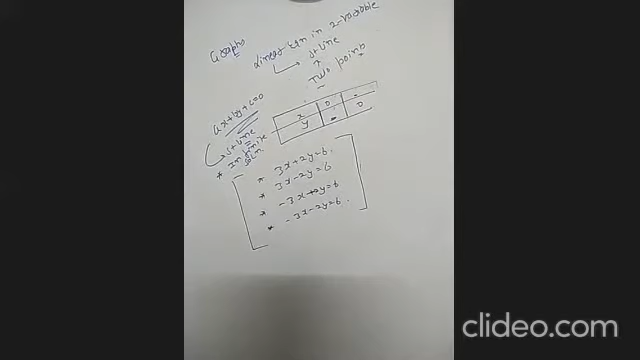 Graphs
Linear Eqn in 2-variable
St line
Two points
ax+by+c=0
St line
* Infinite soln.
x 0 -
y - 0
* 3x+2y=6.
* 3x-2y=6
* -3x+2y=6
* -3x-2y=6.
clideo.com